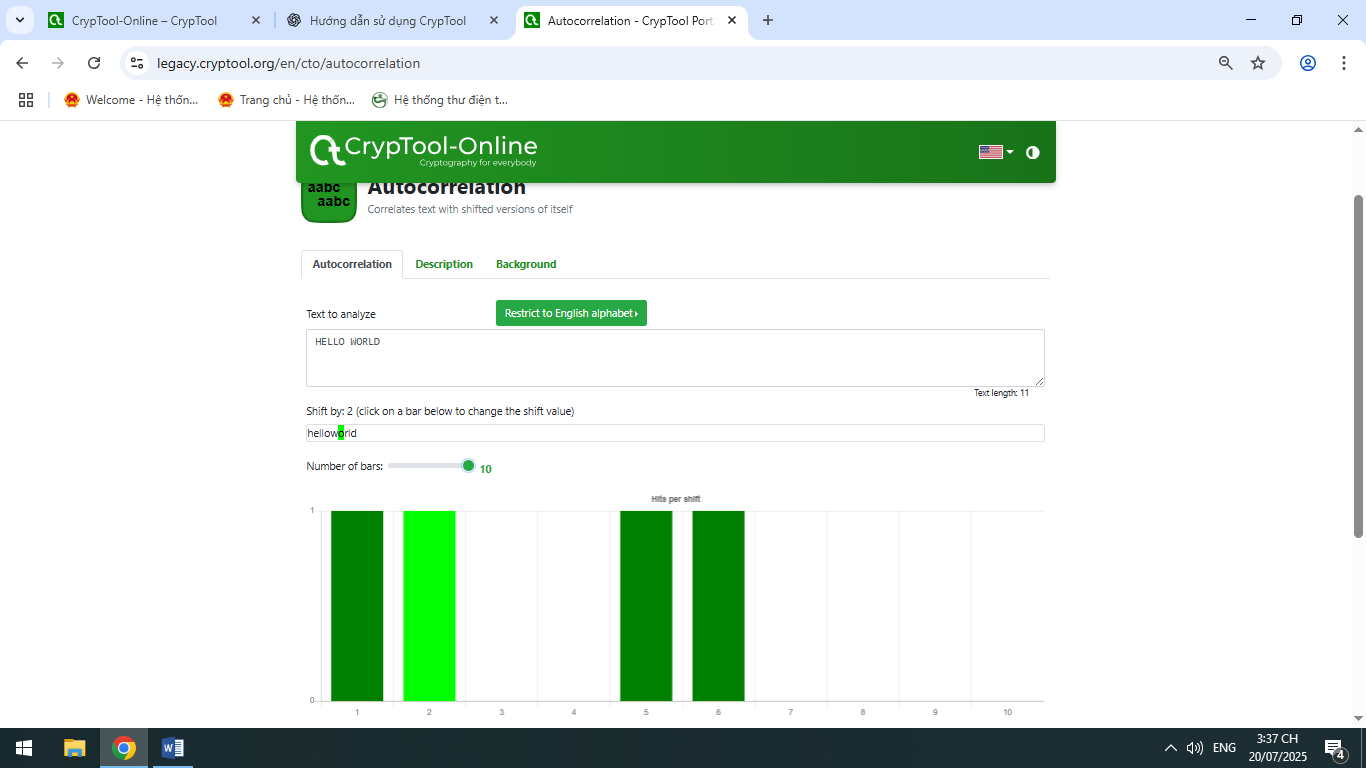 CrypTool-Online – CrypTool
Hướng dẫn sử dụng CrypTool
Autocorrelation - CrypTool Port
legacy.cryptool.org/en/cto/autocorrelation
Welcome - Hệ thốn...
Trang chủ - Hệ thốn...
Hệ thống thư điện t...
CrypTool-Online
Cryptography for everybody
aabc
aabc
Autocorrelation
Correlates text with shifted versions of itself
Autocorrelation
Description
Background
Text to analyze
Restrict to English alphabet
HELLO WORLD
Text length: 11
Shift by: 2 (click on a bar below to change the shift value)
helloworld
Number of bars:
10
Hits per shift
1
0
1 2 3 4 5 6 7 8 9 10
ENG
3:37 CH
20/07/2025
4